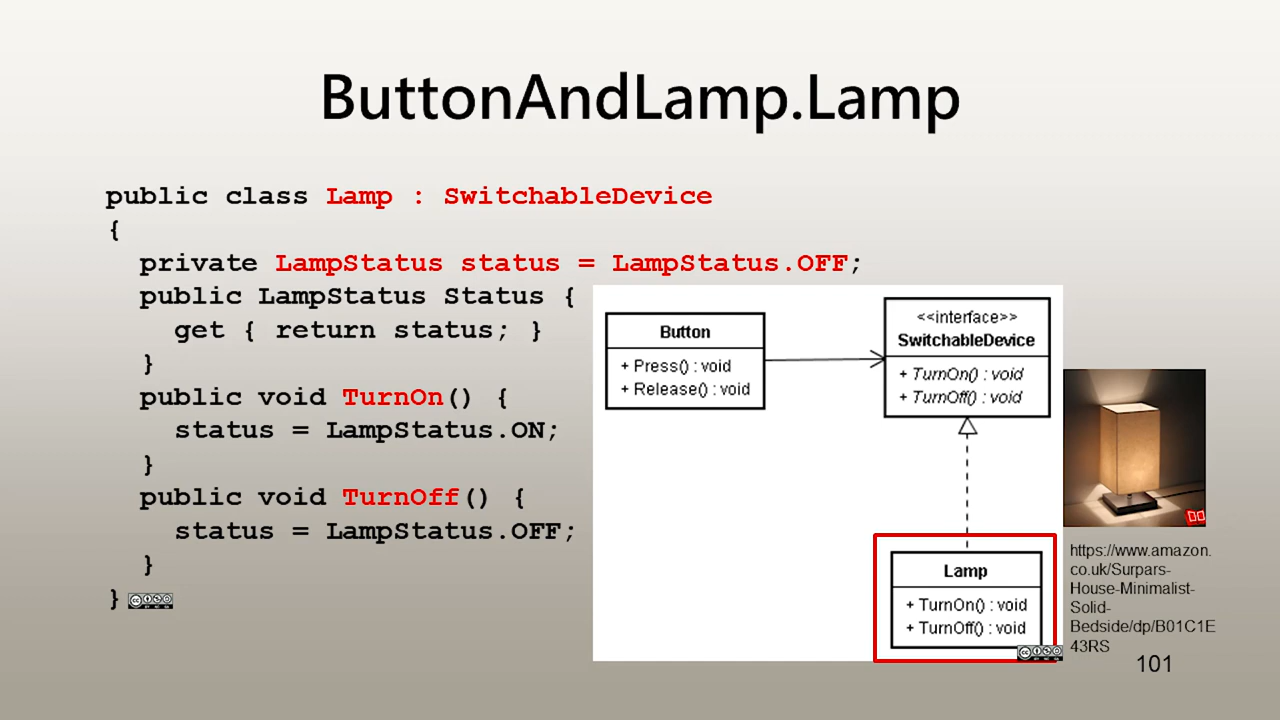 ButtonAndLamp.Lamp
public class Lamp : SwitchableDevice
{
private LampStatus status = LampStatus.OFF;
public LampStatus Status {
get { return status; }
}
public void TurnOn() {
status = LampStatus.ON;
}
public void TurnOff() {
status = LampStatus.OFF;
}
}
Button
+ Press() : void
+ Release() : void
<<interface>>
SwitchableDevice
+ TurnOn() : void
+ TurnOff() : void
Lamp
+ TurnOn() : void
+ TurnOff() : void
https://www.amazon.
co.uk/Surpars-
House-Minimalist-
Solid-
Bedside/dp/B01C1E
43RS
101